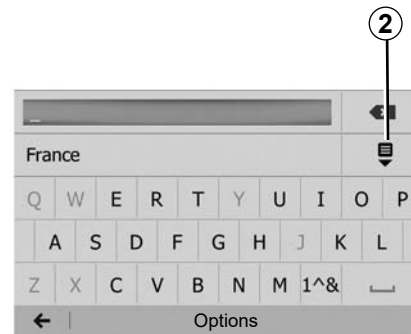 2
_
France
Q W E R T Y U I O P
A S D F G H J K L
Z X C V B N M 1^&
Options